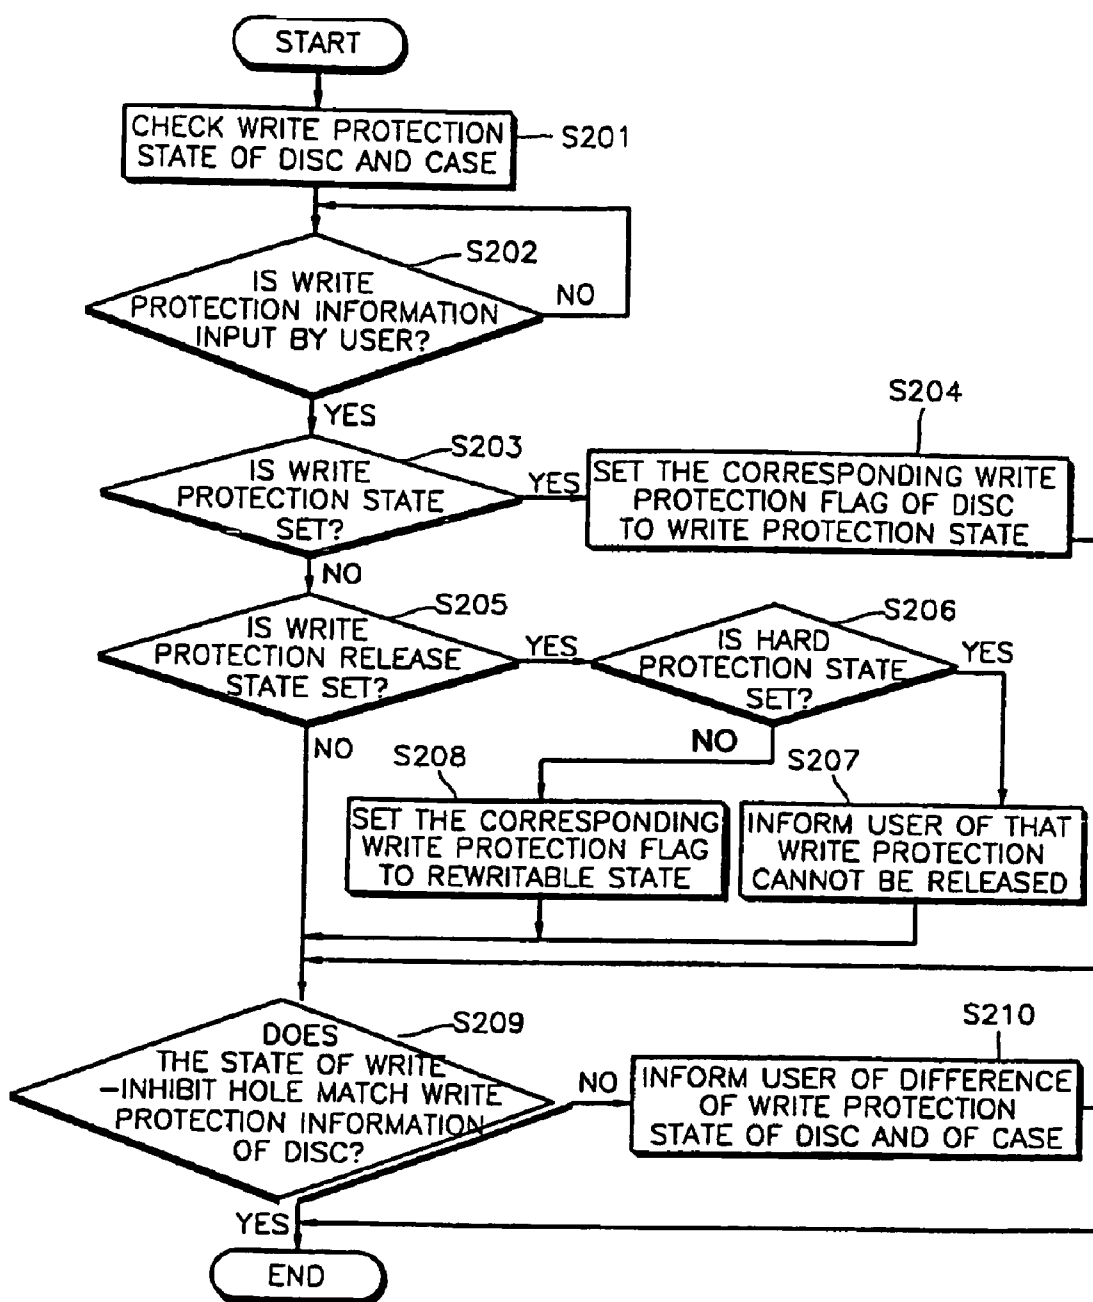 START
CHECK WRITE PROTECTION
STATE OF DISC AND CASE
S201
S202
IS WRITE
PROTECTION INFORMATION
INPUT BY USER?
NO
YES
S203
IS WRITE
PROTECTION STATE
SET?
YES
S204
SET THE CORRESPONDING WRITE
PROTECTION FLAG OF DISC
TO WRITE PROTECTION STATE
NO
S205
IS WRITE
PROTECTION RELEASE
STATE SET?
YES
S206
IS HARD
PROTECTION STATE
SET?
YES
NO
NO
S208
SET THE CORRESPONDING
WRITE PROTECTION FLAG
TO REWRITABLE STATE
S207
INFORM USER OF THAT
WRITE PROTECTION
CANNOT BE RELEASED
S209
DOES
THE STATE OF WRITE
-INHIBIT HOLE MATCH WRITE
PROTECTION INFORMATION
OF DISC?
NO
S210
INFORM USER OF DIFFERENCE
OF WRITE PROTECTION
STATE OF DISC AND OF CASE
YES
END